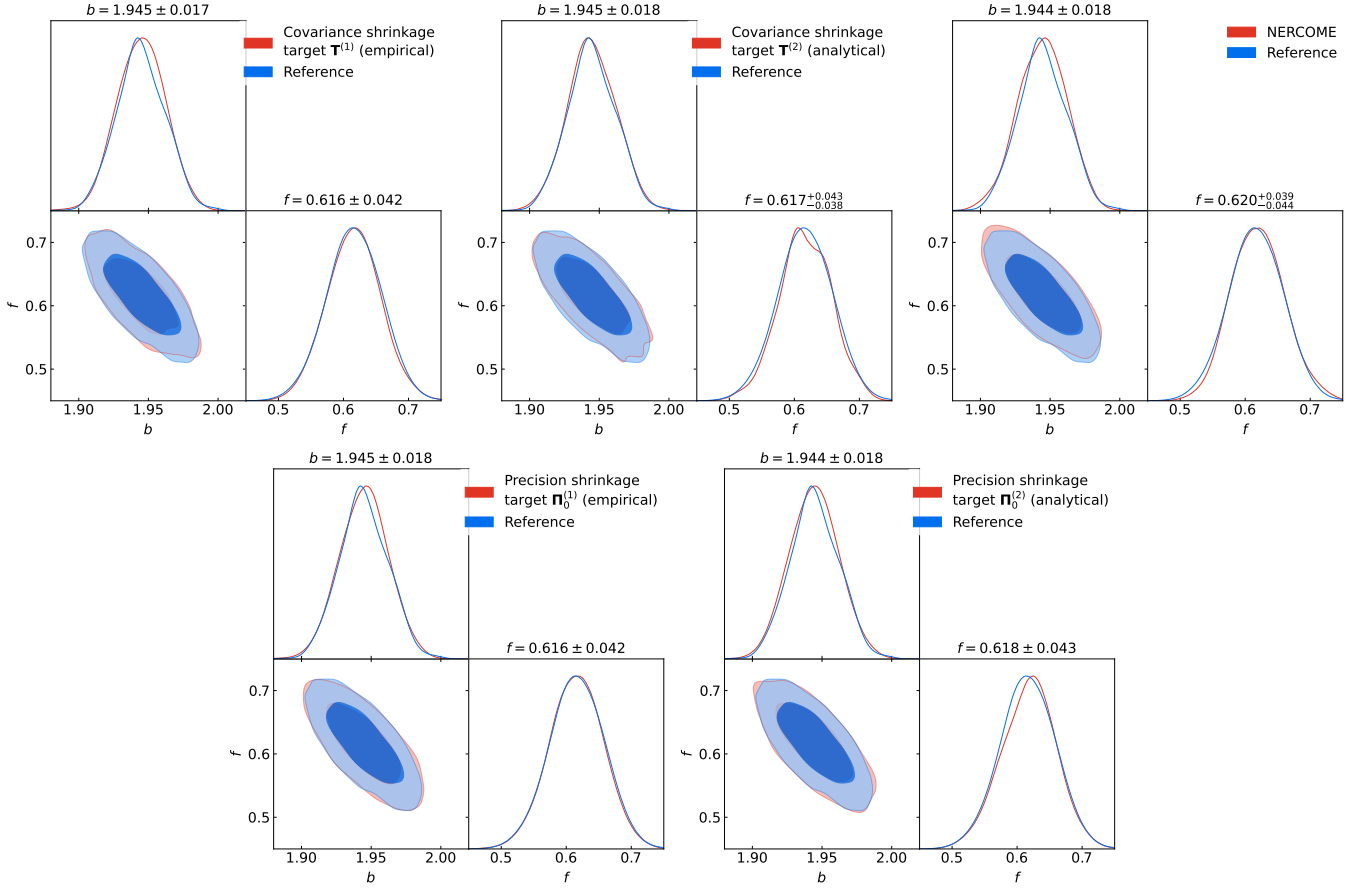 b = 1.945 ± 0.017
Covariance shrinkage
target T^(1) (empirical)
Reference
f = 0.616 ± 0.042
f
0.7
0.6
0.5
1.90 1.95 2.00
b
0.5 0.6 0.7
f
b = 1.945 ± 0.018
Covariance shrinkage
target T^(2) (analytical)
Reference
f = 0.617^{+0.043}_{-0.038}
f
0.7
0.6
0.5
1.90 1.95 2.00
b
0.5 0.6 0.7
f
b = 1.944 ± 0.018
NERCOME
Reference
f = 0.620^{+0.039}_{-0.044}
f
0.7
0.6
0.5
1.90 1.95 2.00
b
0.5 0.6 0.7
f
b = 1.945 ± 0.018
Precision shrinkage
target Π_0^(1) (empirical)
Reference
f = 0.616 ± 0.042
f
0.7
0.6
0.5
1.90 1.95 2.00
b
0.5 0.6 0.7
f
b = 1.944 ± 0.018
Precision shrinkage
target Π_0^(2) (analytical)
Reference
f = 0.618 ± 0.043
f
0.7
0.6
0.5
1.90 1.95 2.00
b
0.5 0.6 0.7
f